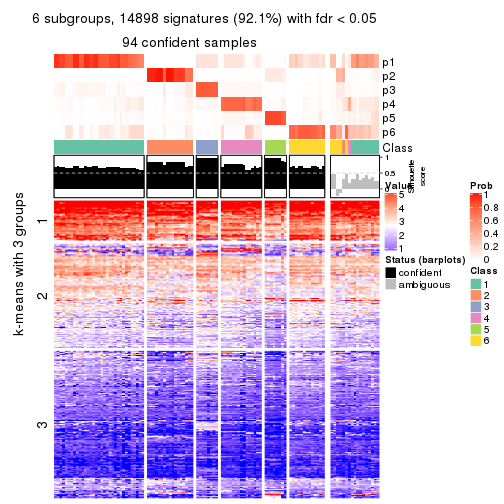 6 subgroups, 14898 signatures (92.1%) with fdr < 0.05
94 confident samples
p1
p2
p3
p4
p5
p6
Class
1
0.5
0
Silhouette
score
k-means with 3 groups
1
2
3
Value
5
4
3
2
1
Status (barplots)
confident
ambiguous
Prob
1
0.8
0.6
0.4
0.2
0
Class
1
2
3
4
5
6